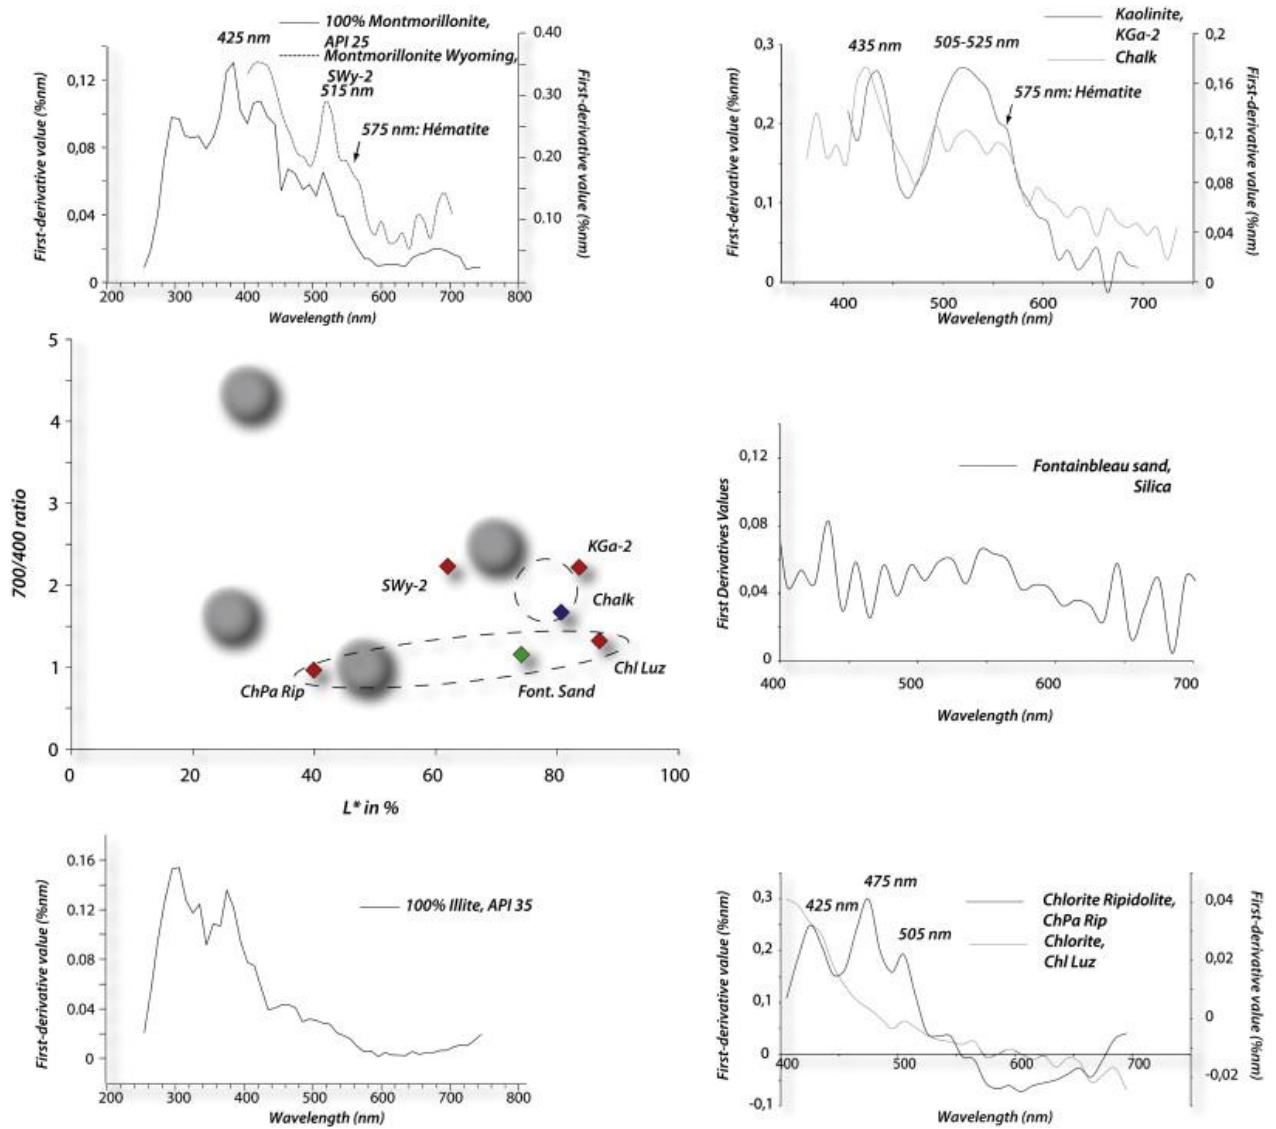 100% Montmorillonite,
API 25
Montmorillonite Wyoming,
SWy-2
425 nm
515 nm
575 nm: Hématite
First-derivative value (%nm)
0,12
0,08
0,04
0
0.40
0.30
0.20
0.10
First-derivative value (%nm)
200 300 400 500 600 700 800
Wavelength (nm)
Kaolinite,
KGa-2
Chalk
435 nm
505-525 nm
575 nm: Hématite
First-derivative value (%nm)
0,3
0,2
0,1
0
0,2
0,16
0,12
0,08
0,04
0
First-derivative value (%nm)
400 500 600 700
Wavelength (nm)
700/400 ratio
5
4
3
2
1
0
KGa-2
SWy-2
Chalk
Chl Luz
ChPa Rip
Font. Sand
0 20 40 60 80 100
L* in %
Fontainbleau sand,
Silica
First Derivatives Values
0,12
0,08
0,04
0
400 500 600 700
Wavelength (nm)
100% Illite, API 35
First-derivative value (%nm)
0.16
0.12
0.08
0.04
0
200 300 400 500 600 700 800
Wavelength (nm)
475 nm
425 nm
505 nm
Chlorite Ripidolite,
ChPa Rip
Chlorite,
Chl Luz
First-derivative value (%nm)
0,3
0,2
0,1
0
-0,1
0,04
0,02
0
-0,02
First-derivative value (%nm)
400 500 600 700
Wavelength (nm)